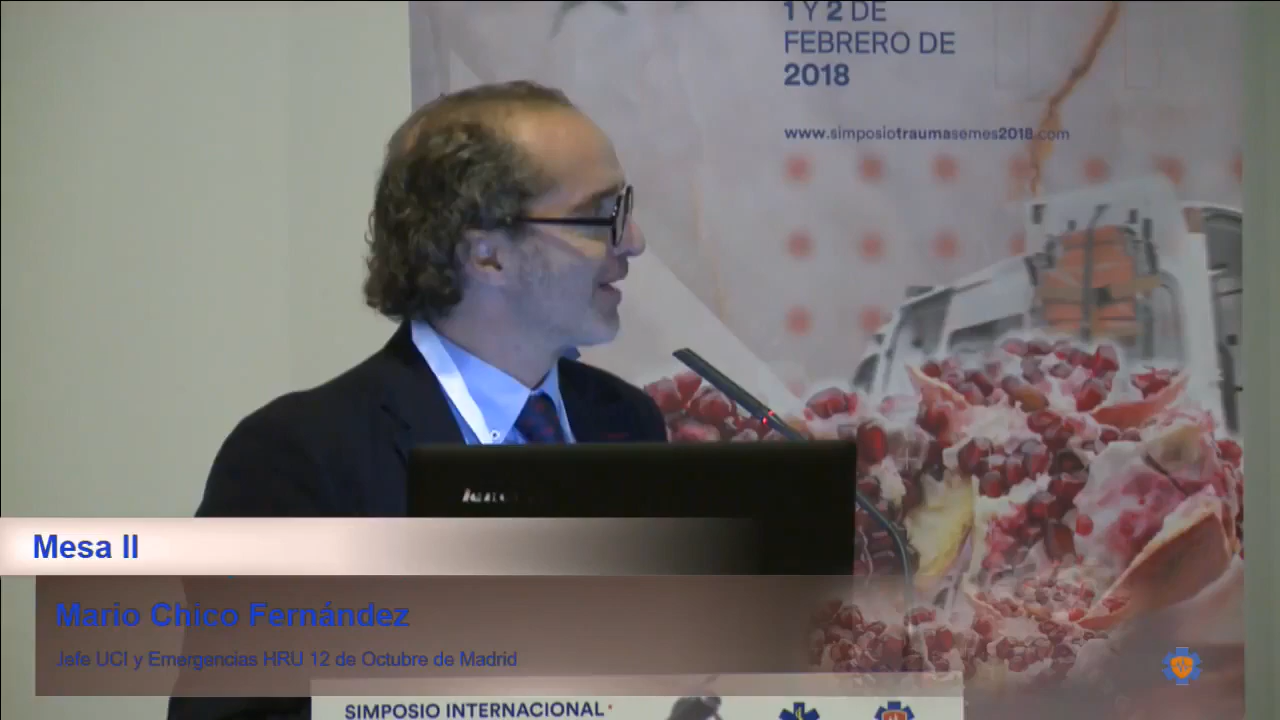 1 Y 2 DE
FEBRERO DE
2018
www.simposiotraumasemes2018.com
Mesa II
Mario Chico Fernández
Jefe UCI y Emergencias HRU 12 de Octubre de Madrid
SIMPOSIO INTERNACIONAL